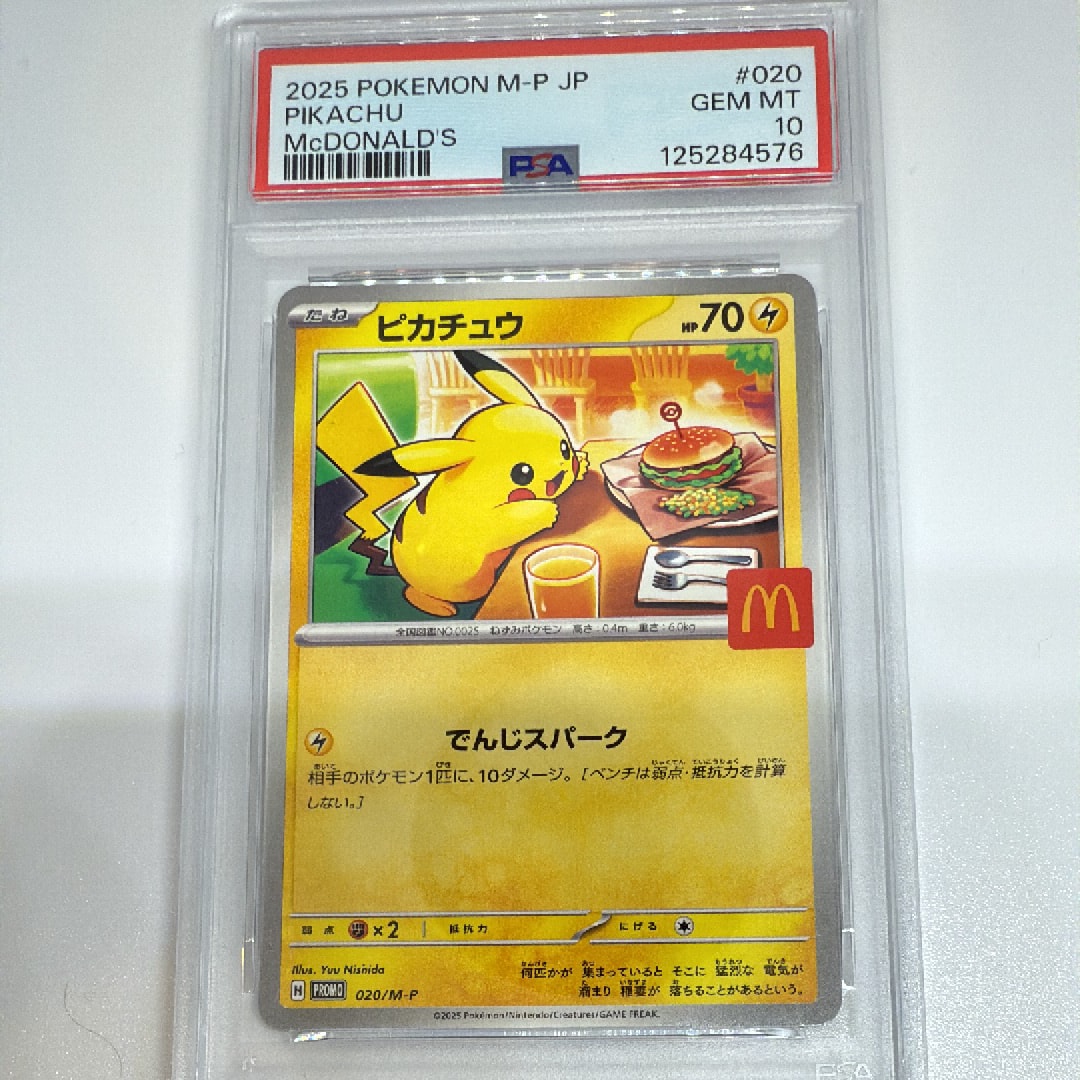 2025 POKEMON M-P JP #020
PIKACHU GEM MT
McDONALD'S 10
PSA 125284576
たね ピカチュウ HP70
全国図鑑NO.0025 ねずみポケモン 高さ:0.4m 重さ:6.0kg
M
でんじスパーク
相手のポケモン1匹に、10ダメージ。[ベンチは弱点・抵抗力を計算
しない。]
弱点 ×2 抵抗力 にげる
Illus. Yuu Nishida
何匹かが 集まっていると そこに 猛烈な 電気が
溜まり 稲妻が 落ちることがあるという。
H PROMO 020/M-P
©2025 Pokémon/Nintendo/Creatures/GAME FREAK.
PSA